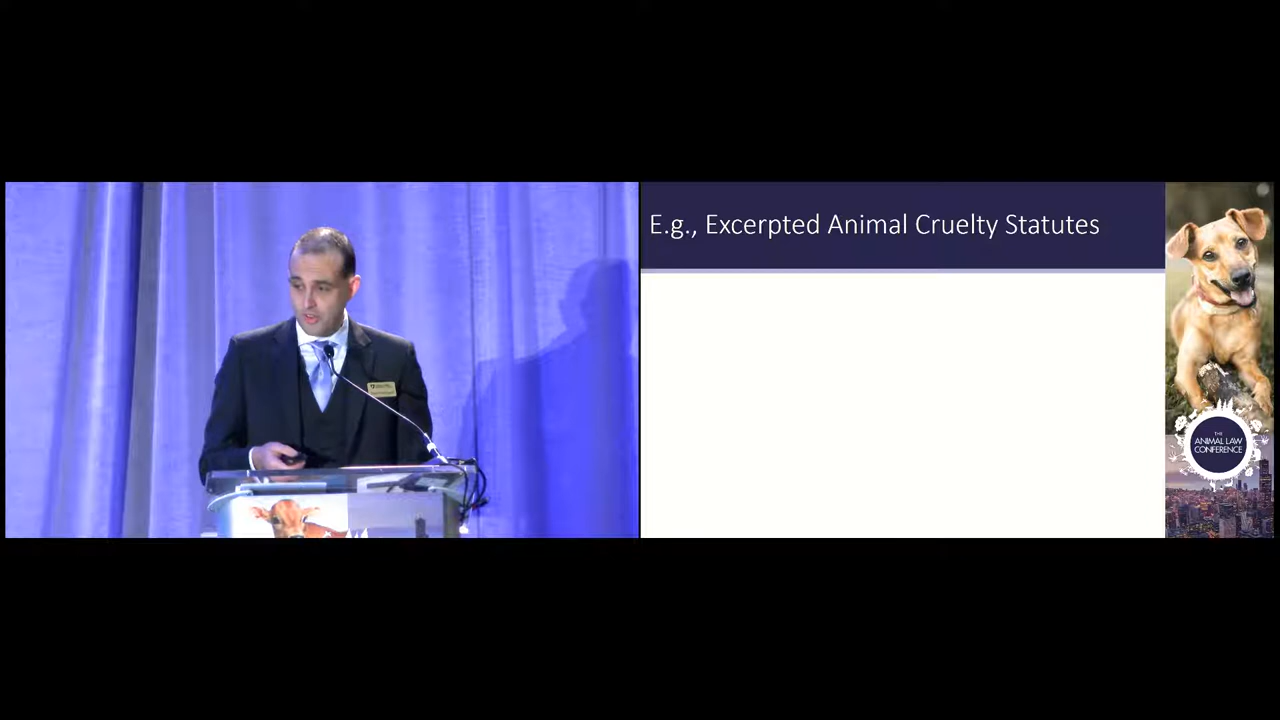 E.g., Excerpted Animal Cruelty Statutes
THE
ANIMAL LAW
CONFERENCE